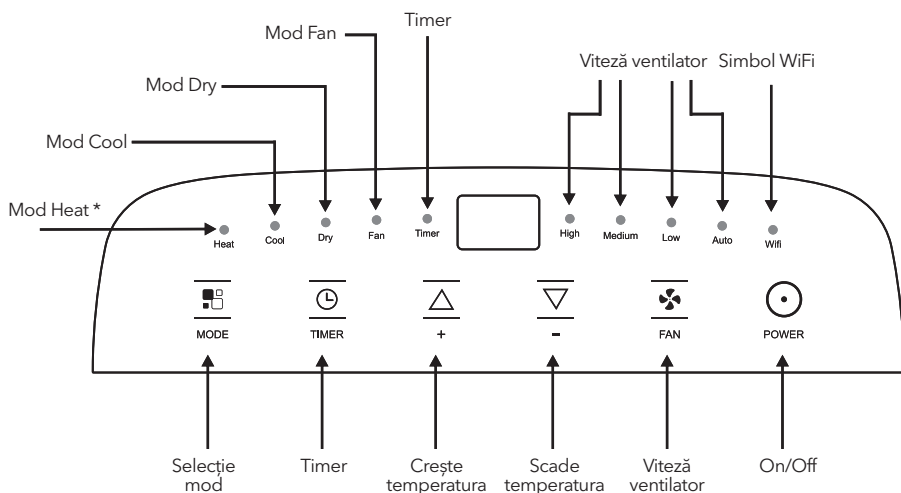 Timer
Mod Fan
Viteză ventilator Simbol WiFi
Mod Dry
Mod Cool
Mod Heat *
Heat Cool Dry Fan Timer High Medium Low Auto Wifi
MODE TIMER + − FAN POWER
Selecție mod
Timer
Crește temperatura
Scade temperatura
Viteză ventilator
On/Off